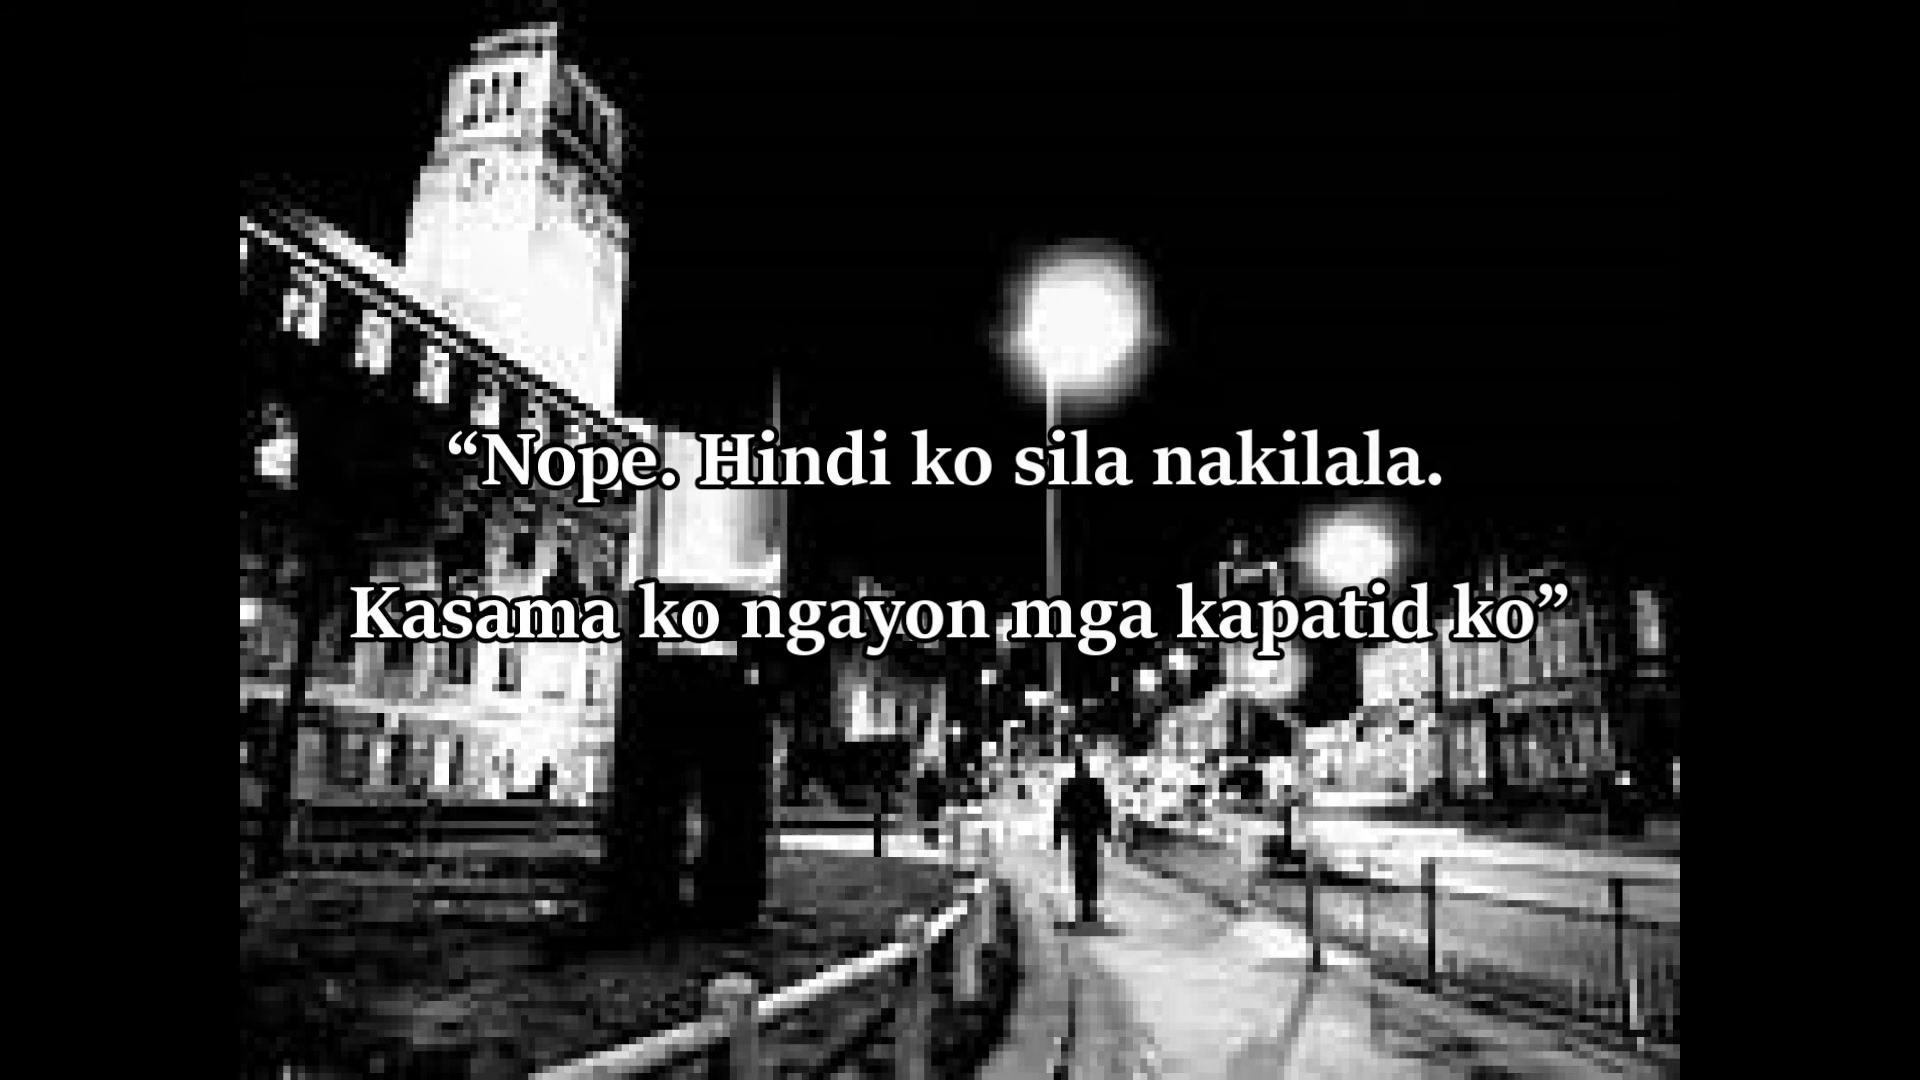 “Nope. Hindi ko sila nakilala.
Kasama ko ngayon mga kapatid ko”